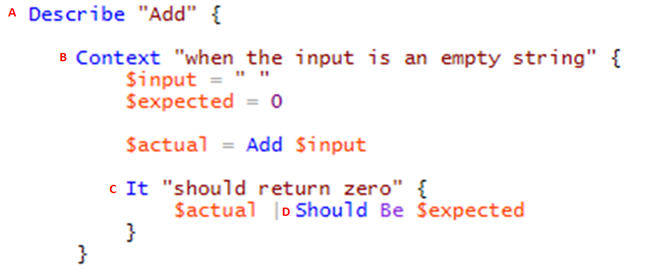 A Describe "Add" {
B Context "when the input is an empty string" {
$input = " "
$expected = 0
$actual = Add $input
C It "should return zero" {
$actual |D Should Be $expected
}
}